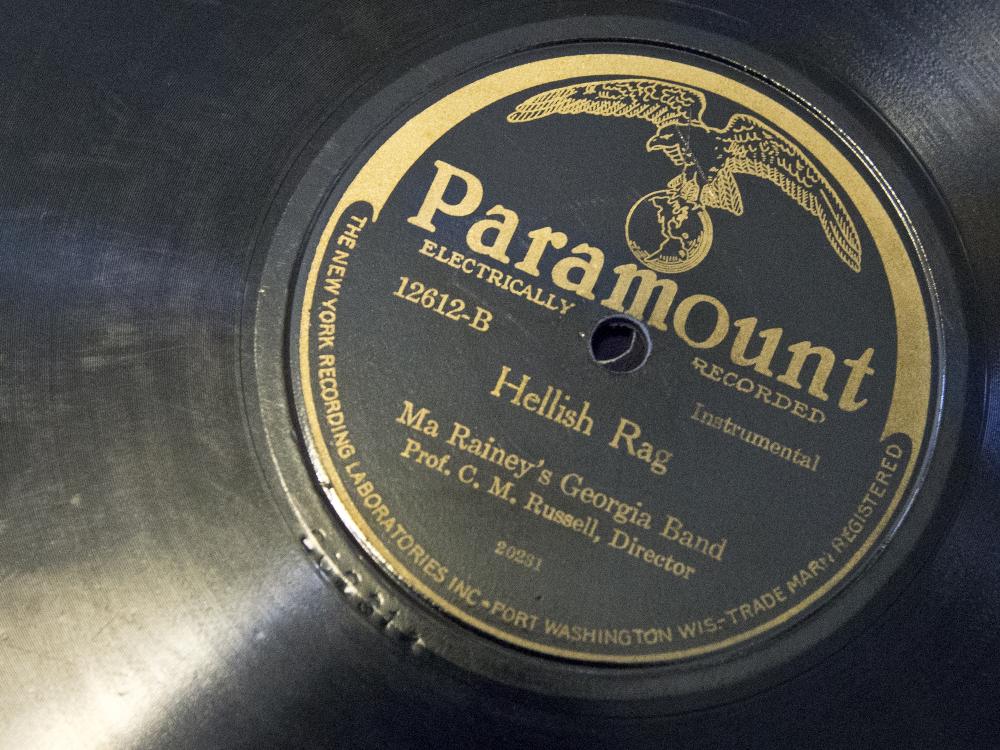 Paramount
ELECTRICALLY
RECORDED
12612-B
Instrumental
Hellish Rag
Ma Rainey's Georgia Band
Prof. C. M. Russell, Director
20231
THE NEW YORK RECORDING LABORATORIES INC-PORT WASHINGTON WIS-TRADE MARK REGISTERED